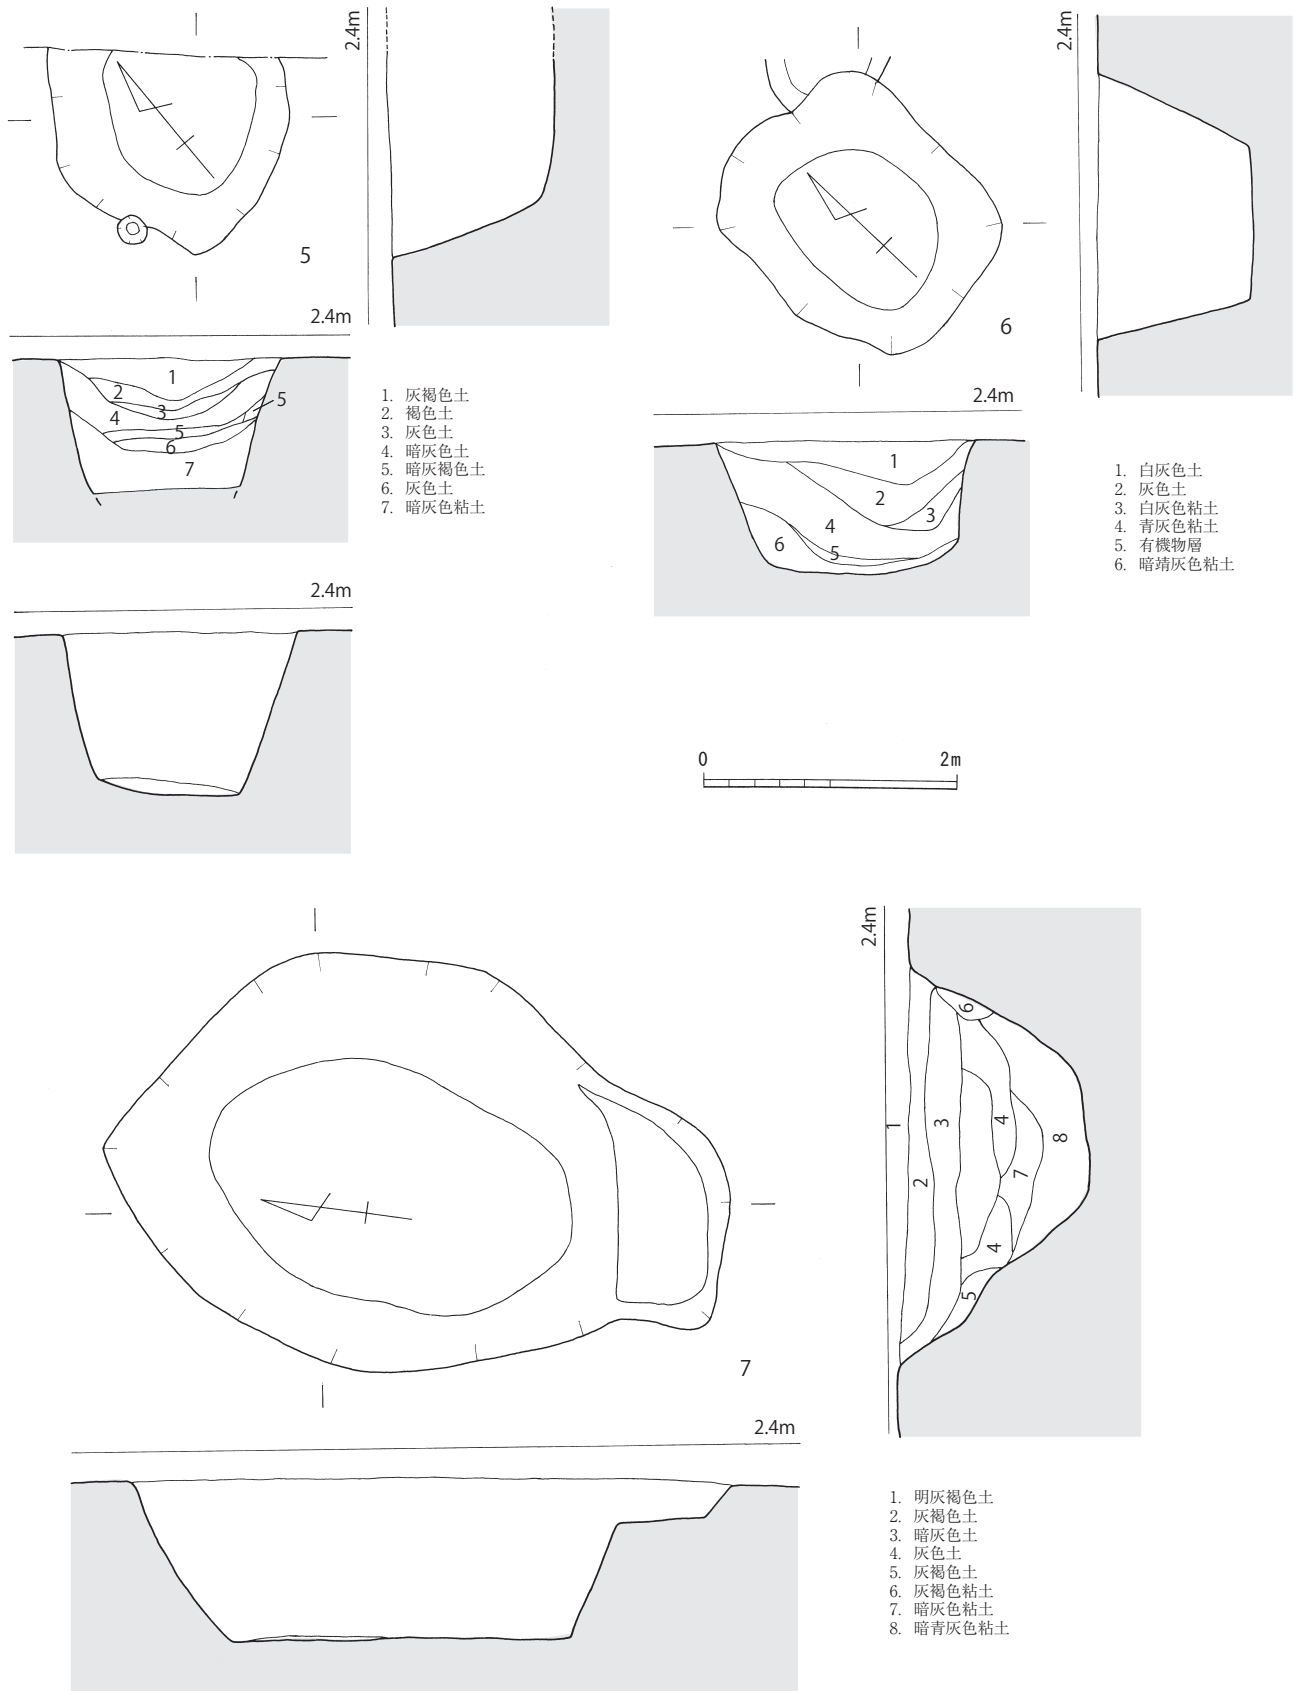 2.4m
5
2.4m
1
2
3
4
5
5
6
7
1. 灰褐色土
2. 褐色土
3. 灰色土
4. 暗灰色土
5. 暗灰褐色土
6. 灰色土
7. 暗灰色粘土
2.4m
2.4m
6
2.4m
1
2
3
4
5
6
1. 白灰色土
2. 灰色土
3. 白灰色粘土
4. 青灰色粘土
5. 有機物層
6. 暗靖灰色粘土
0 2m
7
2.4m
2.4m
1
2
3
4
4
5
6
7
8
1. 明灰褐色土
2. 灰褐色土
3. 暗灰色土
4. 灰色土
5. 灰褐色土
6. 灰褐色粘土
7. 暗灰色粘土
8. 暗青灰色粘土